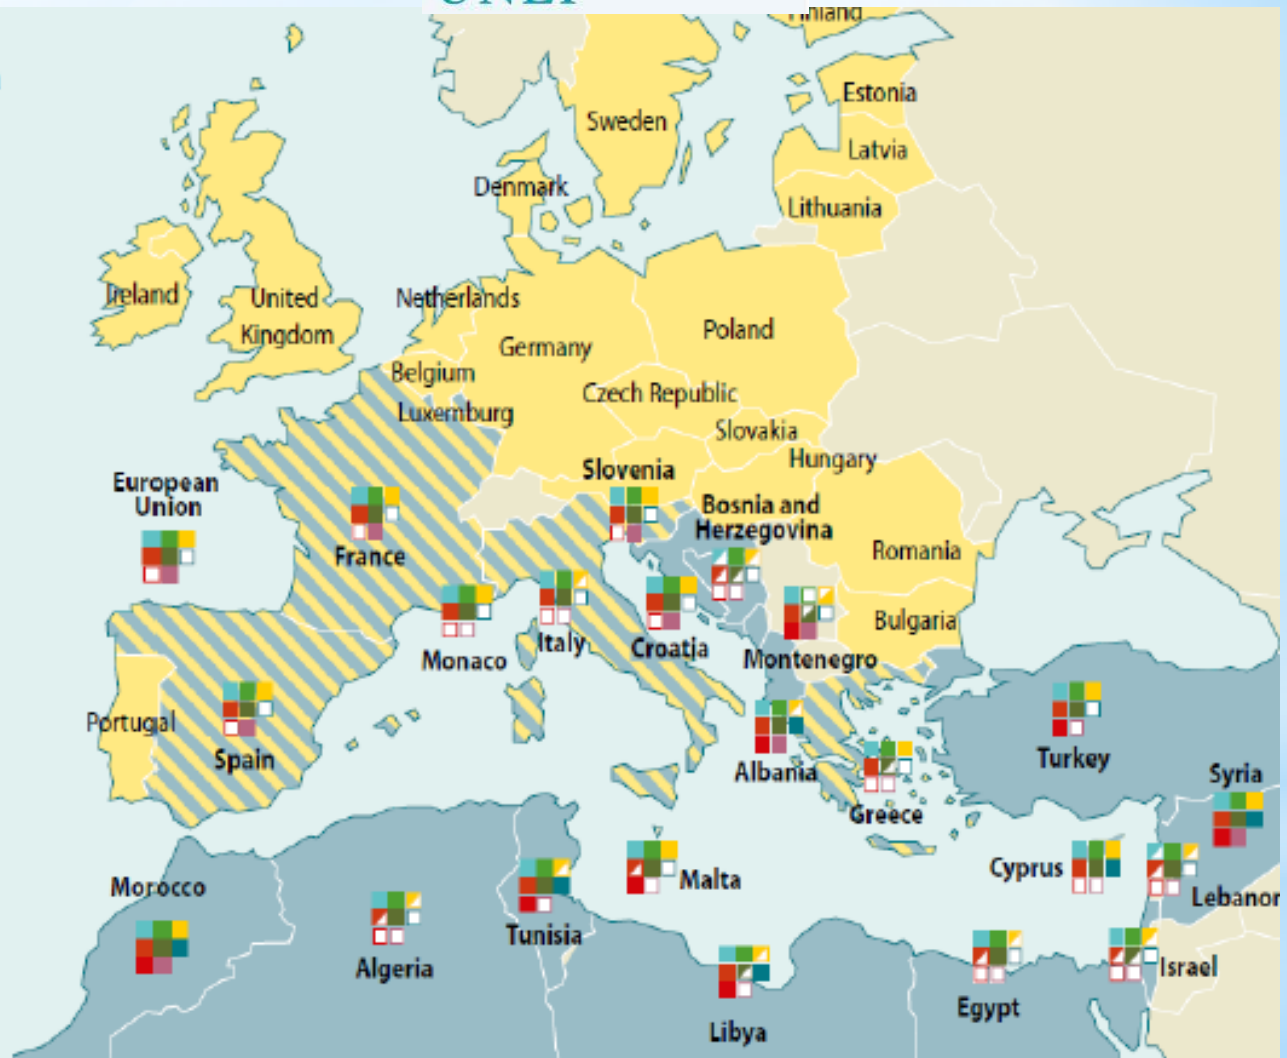 Finland
Estonia
Sweden
Latvia
Denmark
Lithuania
Ireland
United
Kingdom
Netherlands
Germany
Poland
Belgium
Czech Republic
Luxemburg
Slovakia
Hungary
Slovenia
European
Union
Bosnia and
Herzegovina
France
Romania
Bulgaria
Italy
Croatia
Monaco
Montenegro
Portugal
Spain
Albania
Turkey
Syria
Greece
Cyprus
Malta
Morocco
Lebanon
Tunisia
Algeria
Israel
Egypt
Libya